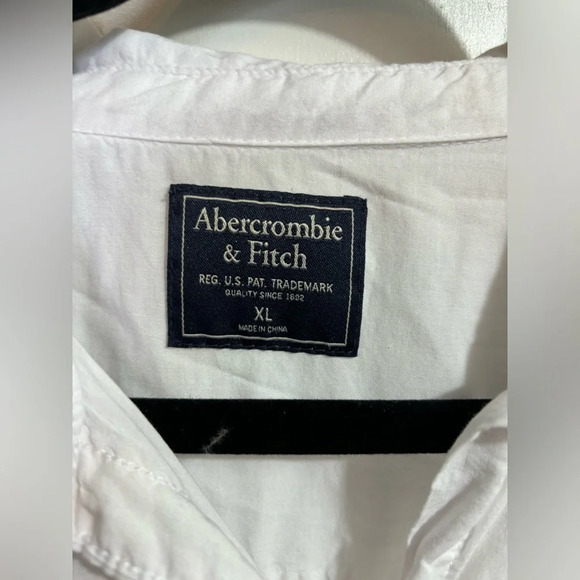 Abercrombie
& Fitch
REG. U.S. PAT. TRADEMARK
QUALITY SINCE 1892
XL
MADE IN CHINA